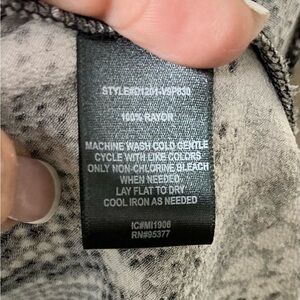 STYLE#D1201-V9P830
100% RAYON
MACHINE WASH COLD GENTLE
CYCLE WITH LIKE COLORS
ONLY NON-CHLORINE BLEACH
WHEN NEEDED
LAY FLAT TO DRY
COOL IRON AS NEEDED
IC#MI1906
RN#95377